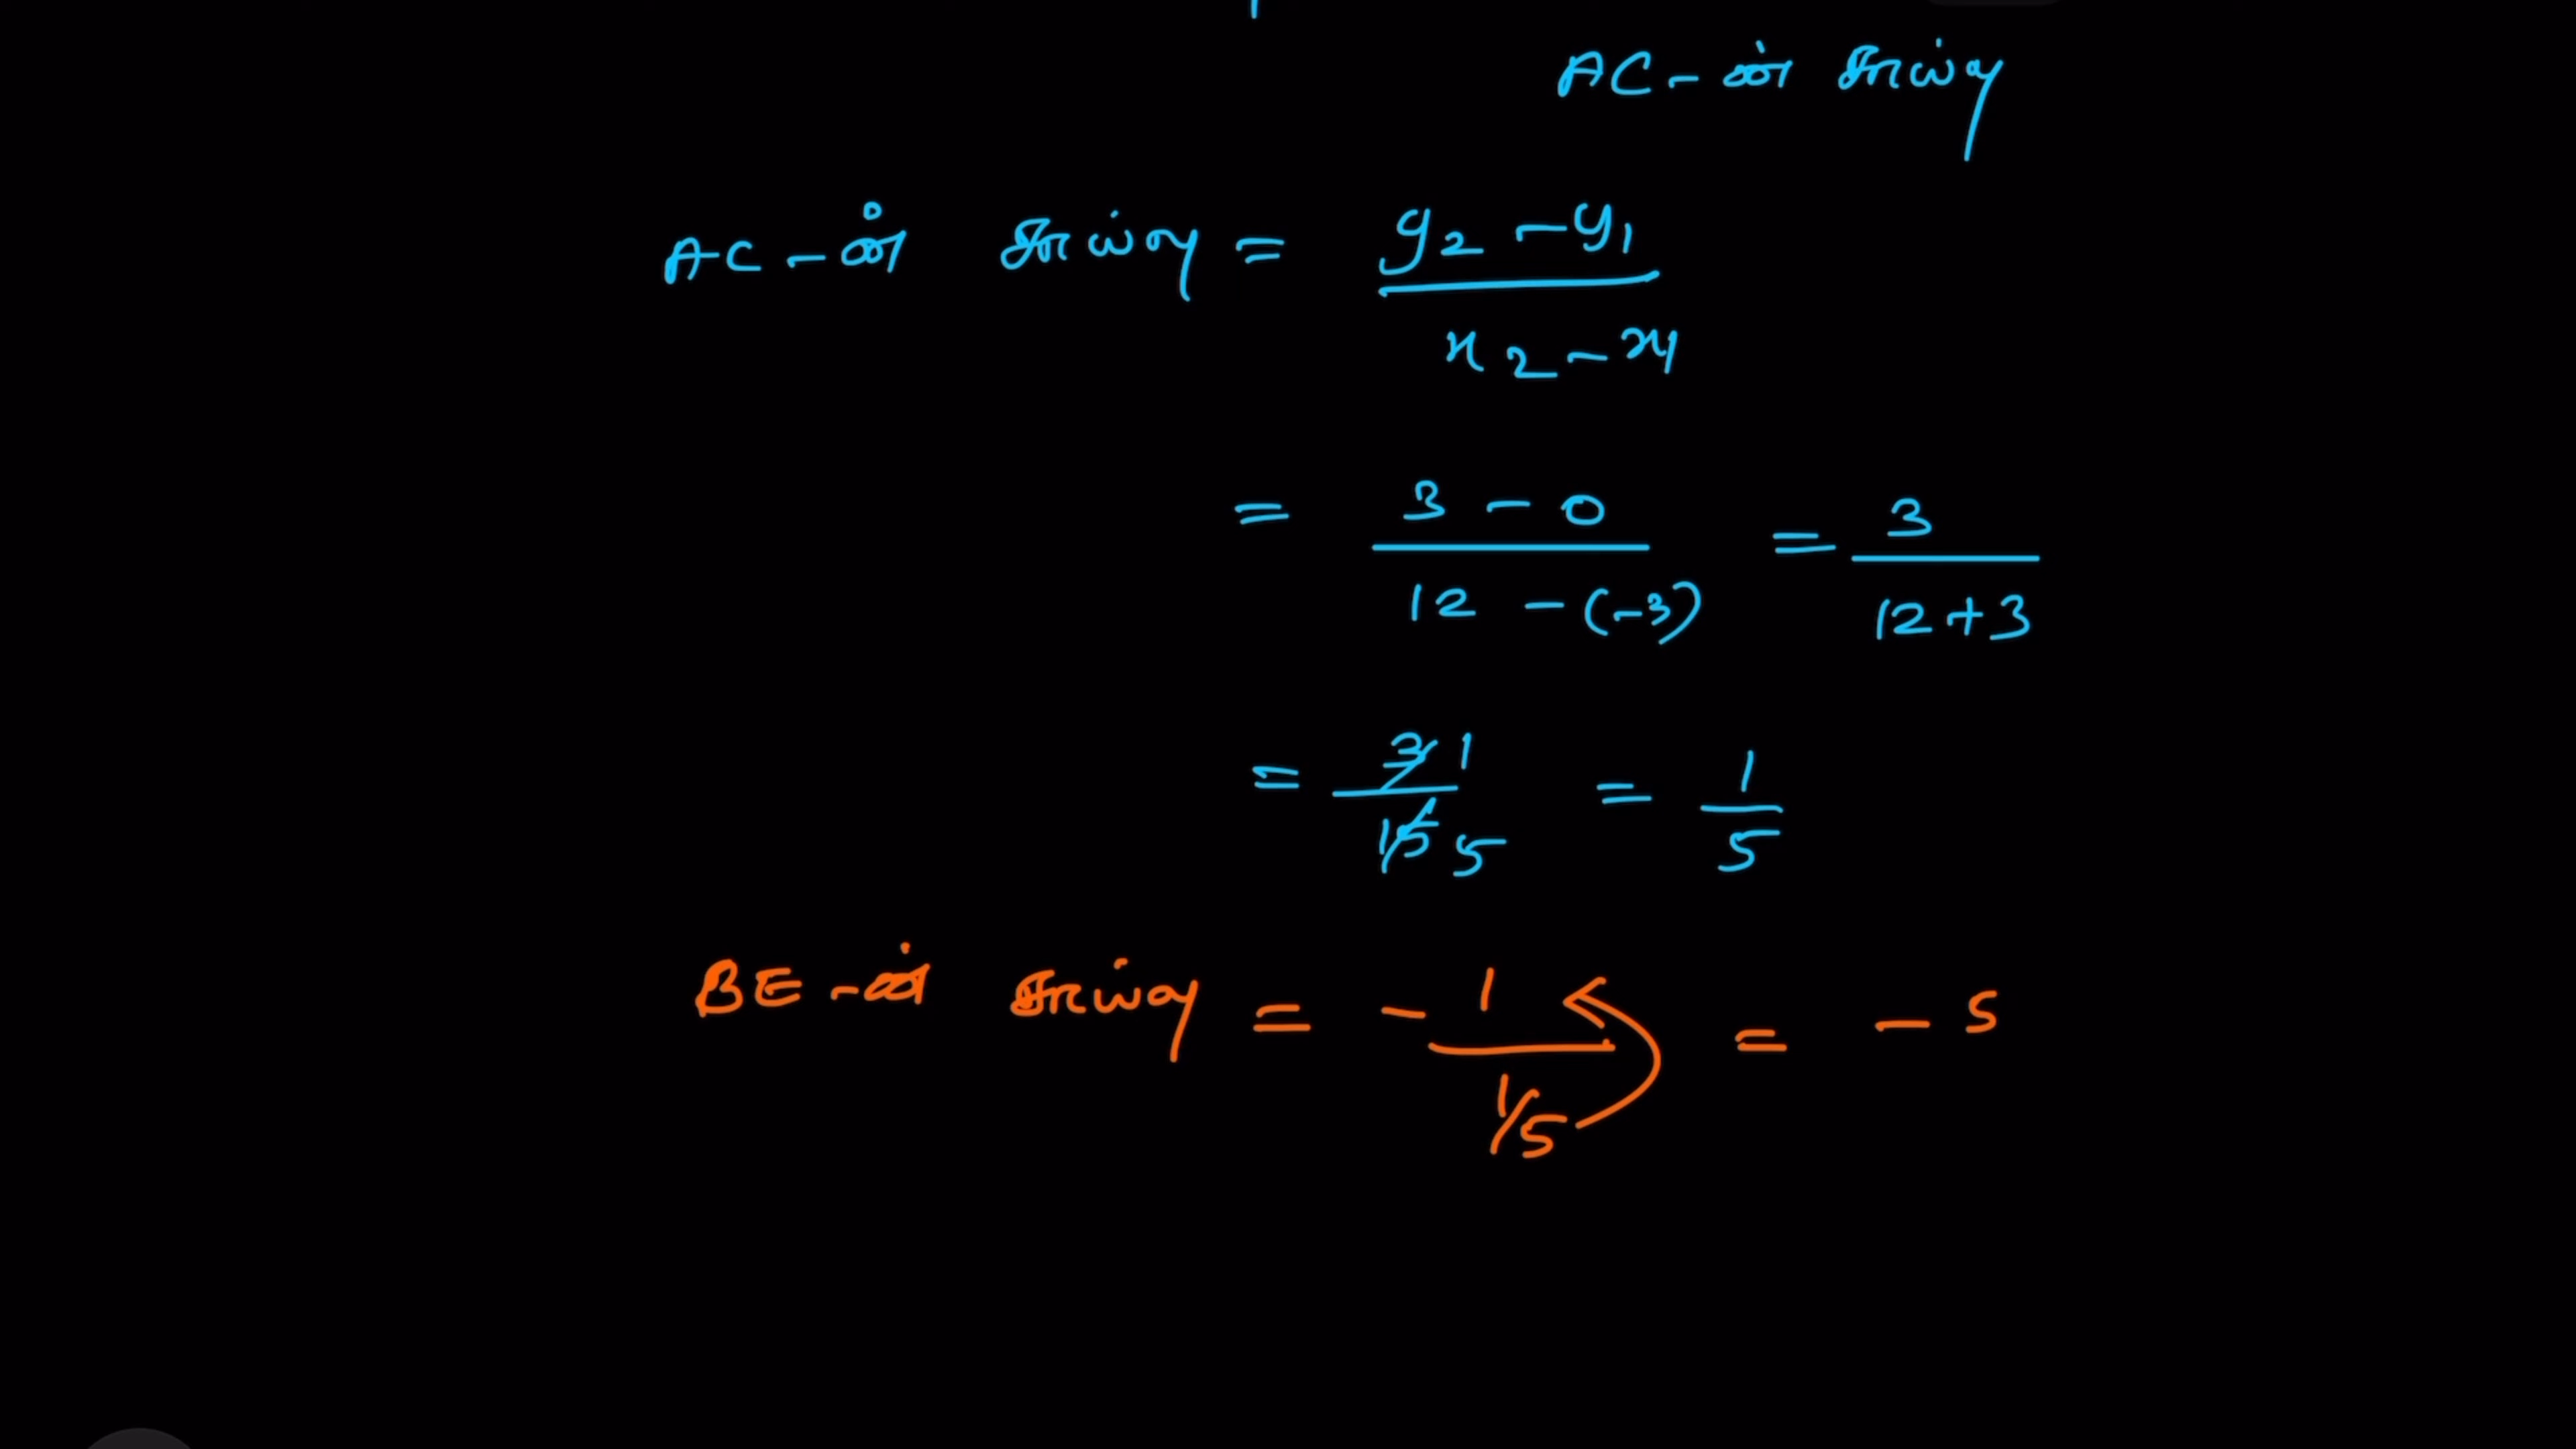 AC-ன் சாய்வு
AC-ன் சாய்வு = y₂ - y₁ / x₂ - x₁
= 3 - 0 / 12 - (-3) = 3 / 12+3
= 3 1 / 15 5 = 1 / 5
BE-ன் சாய்வு = - 1 / 1/5 = - 5